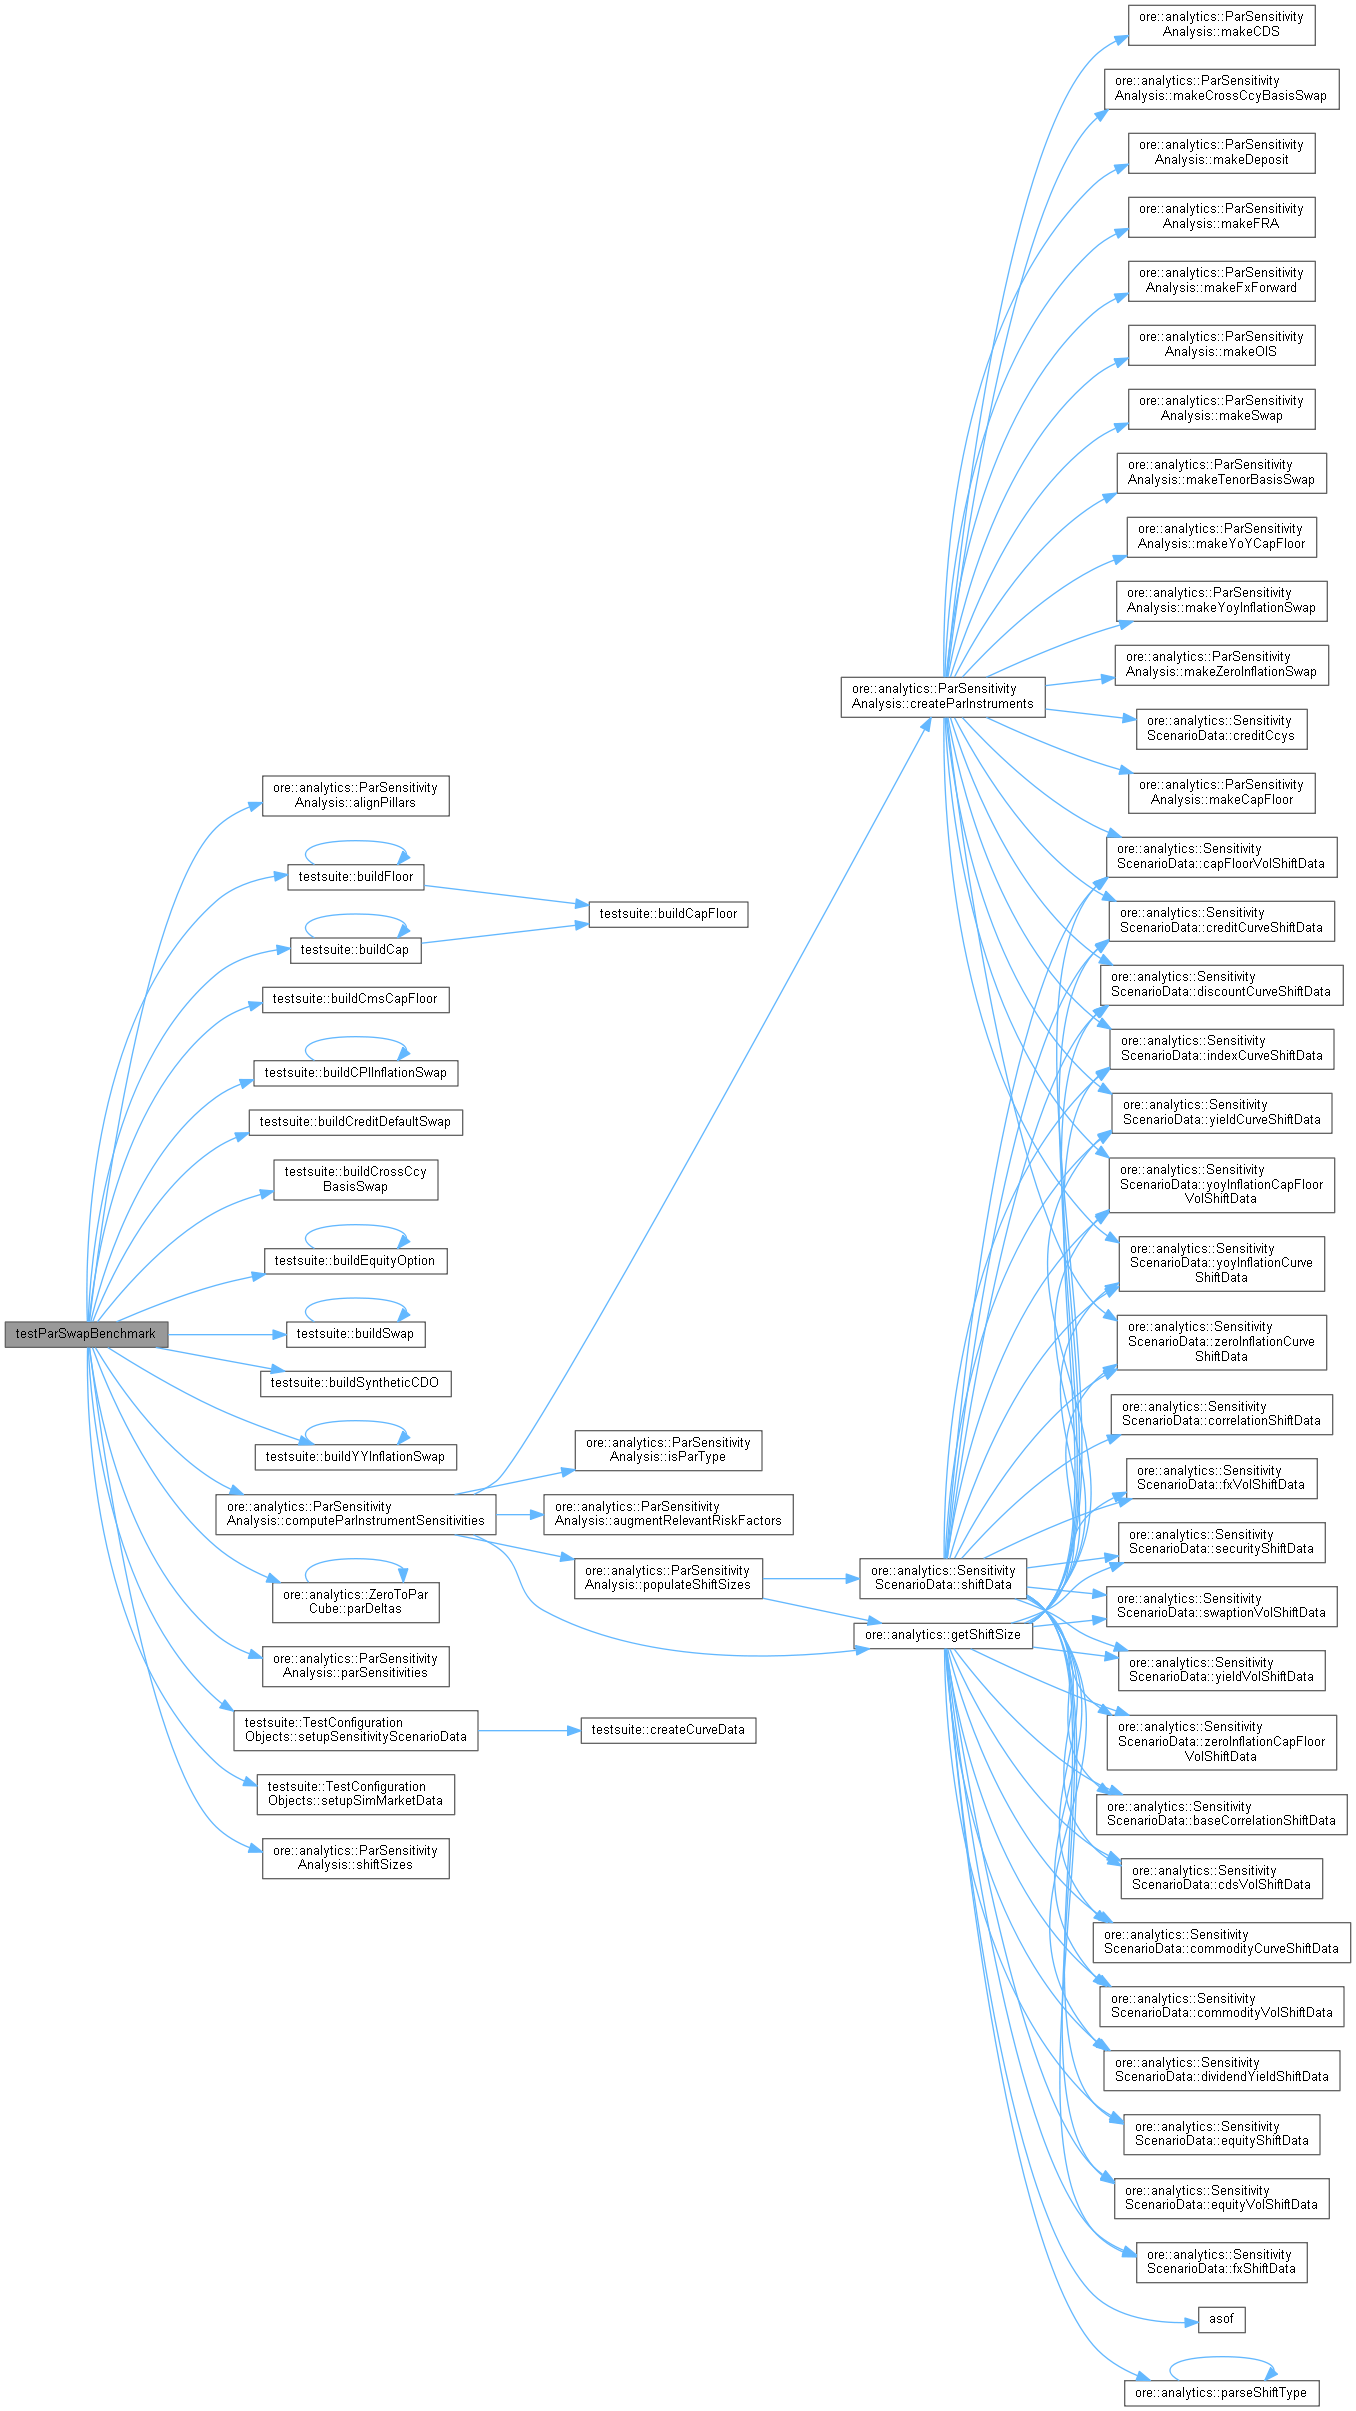 testParSwapBenchmark
ore::analytics::ParSensitivity
Analysis::alignPillars
testsuite::buildFloor
testsuite::buildCap
testsuite::buildCmsCapFloor
testsuite::buildCPIInflationSwap
testsuite::buildCreditDefaultSwap
testsuite::buildCrossCcy
BasisSwap
testsuite::buildEquityOption
testsuite::buildSwap
testsuite::buildSyntheticCDO
testsuite::buildYYInflationSwap
ore::analytics::ParSensitivity
Analysis::computeParInstrumentSensitivities
ore::analytics::ZeroToPar
Cube::parDeltas
ore::analytics::ParSensitivity
Analysis::parSensitivities
testsuite::TestConfiguration
Objects::setupSensitivityScenarioData
testsuite::TestConfiguration
Objects::setupSimMarketData
ore::analytics::ParSensitivity
Analysis::shiftSizes
testsuite::buildCapFloor
ore::analytics::ParSensitivity
Analysis::isParType
ore::analytics::ParSensitivity
Analysis::augmentRelevantRiskFactors
ore::analytics::ParSensitivity
Analysis::populateShiftSizes
testsuite::createCurveData
ore::analytics::ParSensitivity
Analysis::createParInstruments
ore::analytics::Sensitivity
ScenarioData::shiftData
ore::analytics::getShiftSize
ore::analytics::ParSensitivity
Analysis::makeCDS
ore::analytics::ParSensitivity
Analysis::makeCrossCcyBasisSwap
ore::analytics::ParSensitivity
Analysis::makeDeposit
ore::analytics::ParSensitivity
Analysis::makeFRA
ore::analytics::ParSensitivity
Analysis::makeFxForward
ore::analytics::ParSensitivity
Analysis::makeOIS
ore::analytics::ParSensitivity
Analysis::makeSwap
ore::analytics::ParSensitivity
Analysis::makeTenorBasisSwap
ore::analytics::ParSensitivity
Analysis::makeYoYCapFloor
ore::analytics::ParSensitivity
Analysis::makeYoyInflationSwap
ore::analytics::ParSensitivity
Analysis::makeZeroInflationSwap
ore::analytics::Sensitivity
ScenarioData::creditCcys
ore::analytics::ParSensitivity
Analysis::makeCapFloor
ore::analytics::Sensitivity
ScenarioData::capFloorVolShiftData
ore::analytics::Sensitivity
ScenarioData::creditCurveShiftData
ore::analytics::Sensitivity
ScenarioData::discountCurveShiftData
ore::analytics::Sensitivity
ScenarioData::indexCurveShiftData
ore::analytics::Sensitivity
ScenarioData::yieldCurveShiftData
ore::analytics::Sensitivity
ScenarioData::yoyInflationCapFloor
VolShiftData
ore::analytics::Sensitivity
ScenarioData::yoyInflationCurve
ShiftData
ore::analytics::Sensitivity
ScenarioData::zeroInflationCurve
ShiftData
ore::analytics::Sensitivity
ScenarioData::correlationShiftData
ore::analytics::Sensitivity
ScenarioData::fxVolShiftData
ore::analytics::Sensitivity
ScenarioData::securityShiftData
ore::analytics::Sensitivity
ScenarioData::swaptionVolShiftData
ore::analytics::Sensitivity
ScenarioData::yieldVolShiftData
ore::analytics::Sensitivity
ScenarioData::zeroInflationCapFloor
VolShiftData
ore::analytics::Sensitivity
ScenarioData::baseCorrelationShiftData
ore::analytics::Sensitivity
ScenarioData::cdsVolShiftData
ore::analytics::Sensitivity
ScenarioData::commodityCurveShiftData
ore::analytics::Sensitivity
ScenarioData::commodityVolShiftData
ore::analytics::Sensitivity
ScenarioData::dividendYieldShiftData
ore::analytics::Sensitivity
ScenarioData::equityShiftData
ore::analytics::Sensitivity
ScenarioData::equityVolShiftData
ore::analytics::Sensitivity
ScenarioData::fxShiftData
asof
ore::analytics::parseShiftType